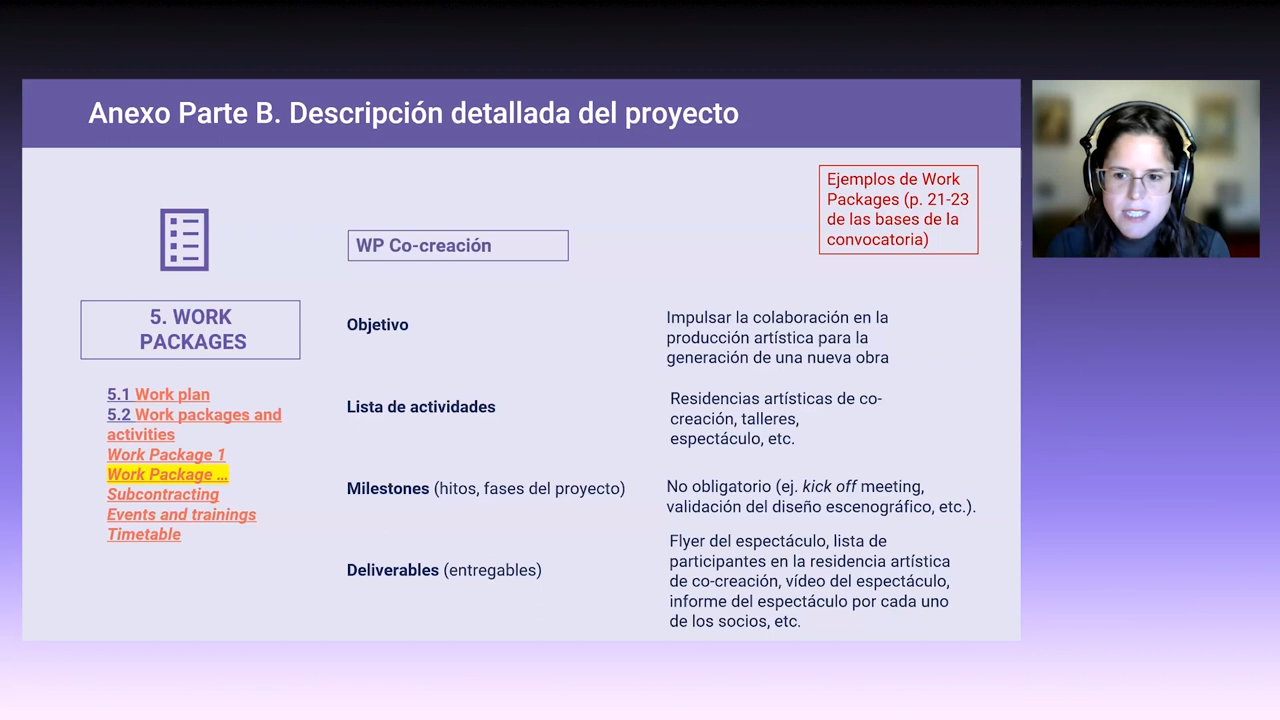 Anexo Parte B. Descripción detallada del proyecto
Ejemplos de Work
Packages (p. 21-23
de las bases de la
convocatoria)
WP Co-creación
5. WORK
PACKAGES
5.1 Work plan
5.2 Work packages and
activities
Work Package 1
Work Package …
Subcontracting
Events and trainings
Timetable
Objetivo
Impulsar la colaboración en la
producción artística para la
generación de una nueva obra
Lista de actividades
Residencias artísticas de co-
creación, talleres,
espectáculo, etc.
Milestones (hitos, fases del proyecto)
No obligatorio (ej. kick off meeting,
validación del diseño escenográfico, etc.).
Deliverables (entregables)
Flyer del espectáculo, lista de
participantes en la residencia artística
de co-creación, vídeo del espectáculo,
informe del espectáculo por cada uno
de los socios, etc.